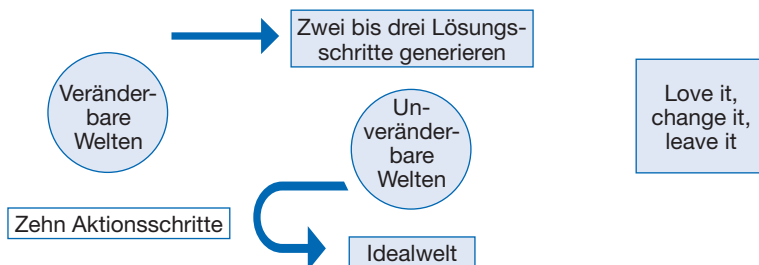 Zwei bis drei Lösungs-
schritte generieren
Veränder-
bare
Welten
Un-
veränder-
bare
Welten
Love it,
change it,
leave it
Zehn Aktionsschritte
Idealwelt